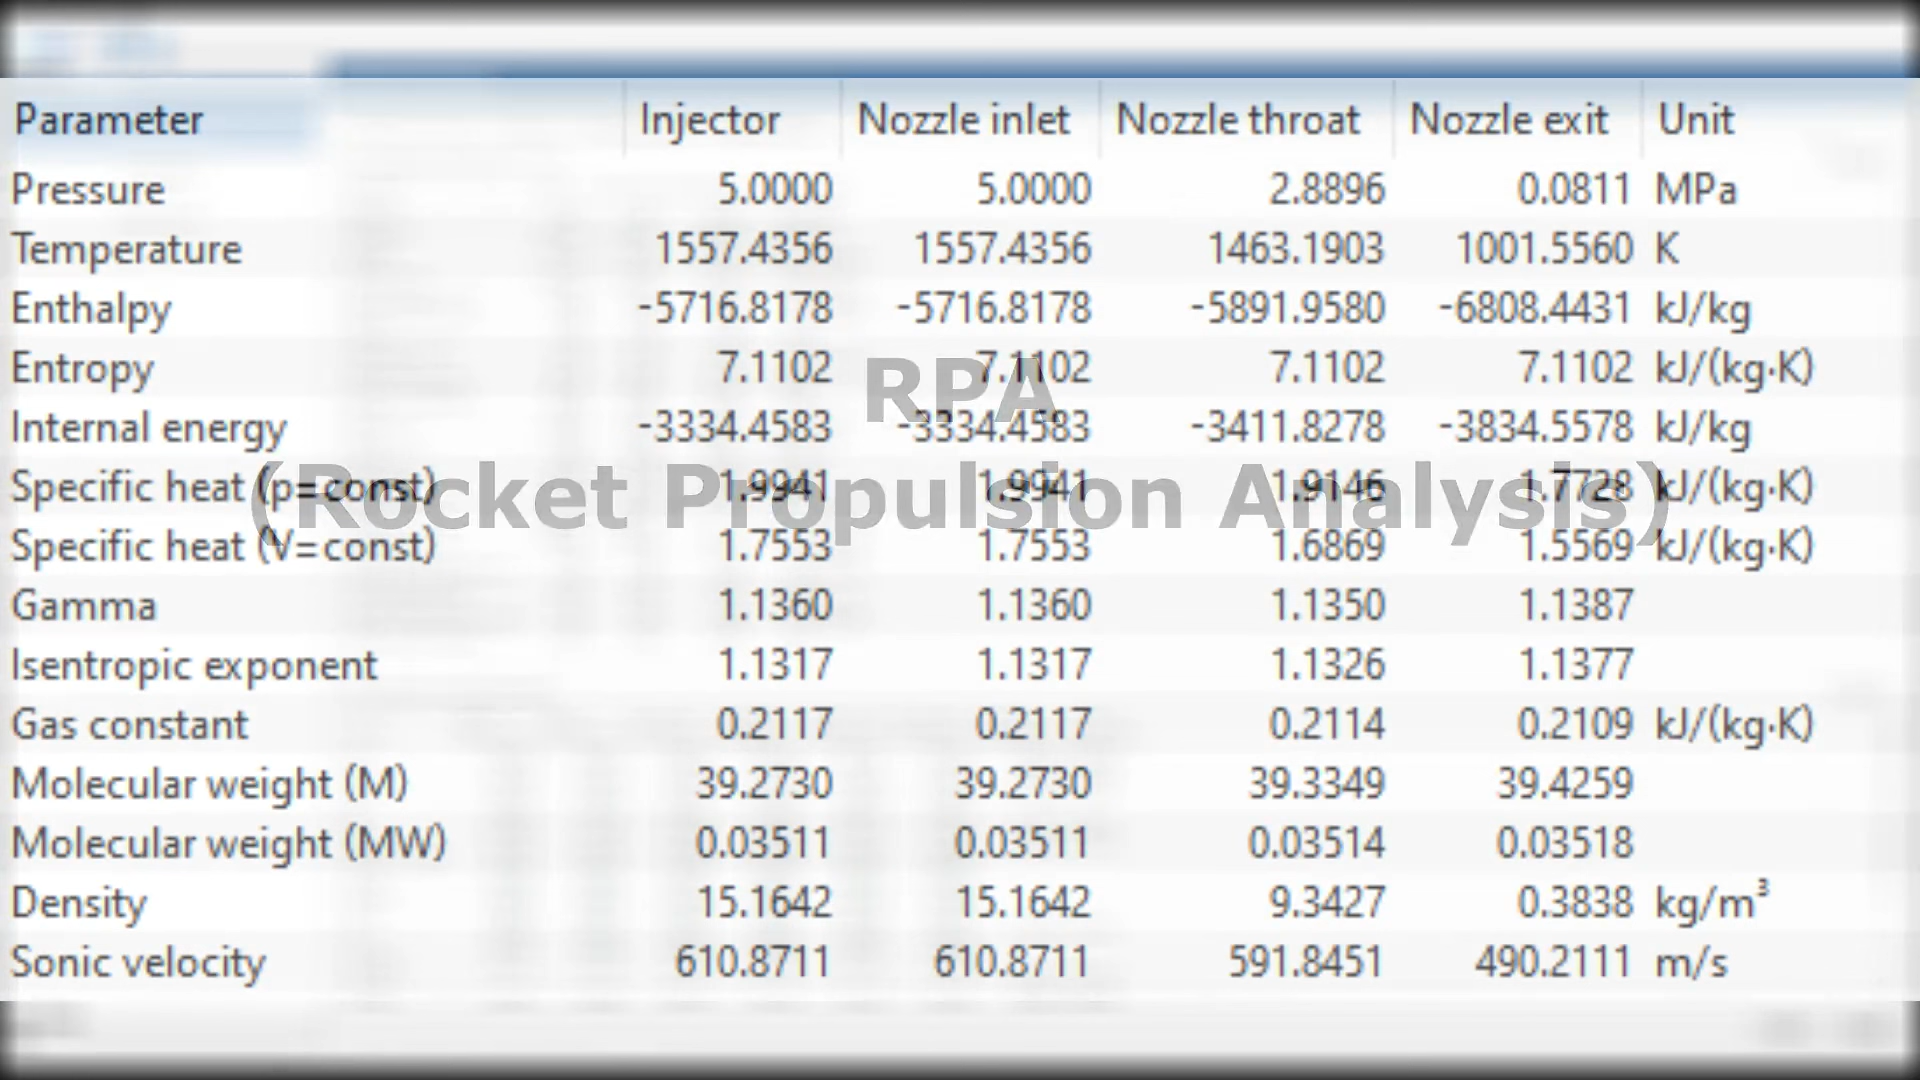 Parameter Injector Nozzle inlet Nozzle throat Nozzle exit Unit
Pressure 5.0000 5.0000 2.8896 0.0811 MPa
Temperature 1557.4356 1557.4356 1463.1903 1001.5560 K
Enthalpy -5716.8178 -5716.8178 -5891.9580 -6808.4431 kJ/kg
Entropy 7.1102 7.1102 7.1102 7.1102 kJ/(kg·K)
RPA
Internal energy -3334.4583 -3334.4583 -3411.8278 -3834.5578 kJ/kg
Specific heat (p=const) 1.9941 1.9941 1.9146 1.7728 kJ/(kg·K)
(Rocket Propulsion Analysis)
Specific heat (V=const) 1.7553 1.7553 1.6869 1.5569 kJ/(kg·K)
Gamma 1.1360 1.1360 1.1350 1.1387
Isentropic exponent 1.1317 1.1317 1.1326 1.1377
Gas constant 0.2117 0.2117 0.2114 0.2109 kJ/(kg·K)
Molecular weight (M) 39.2730 39.2730 39.3349 39.4259
Molecular weight (MW) 0.03511 0.03511 0.03514 0.03518
Density 15.1642 15.1642 9.3427 0.3838 kg/m³
Sonic velocity 610.8711 610.8711 591.8451 490.2111 m/s